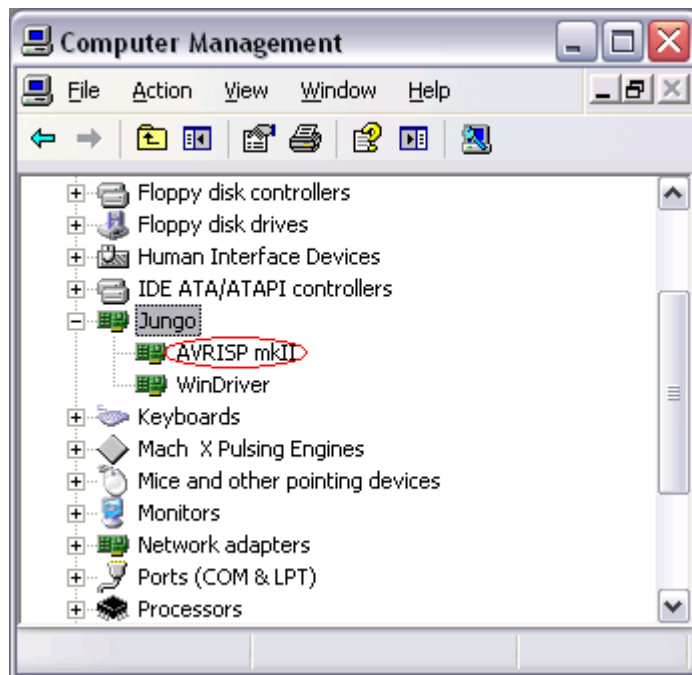 Computer Management
File Action View Window Help
Floppy disk controllers
Floppy disk drives
Human Interface Devices
IDE ATA/ATAPI controllers
Jungo
AVRISP mkII
WinDriver
Keyboards
Mach X Pulsing Engines
Mice and other pointing devices
Monitors
Network adapters
Ports (COM & LPT)
Processors